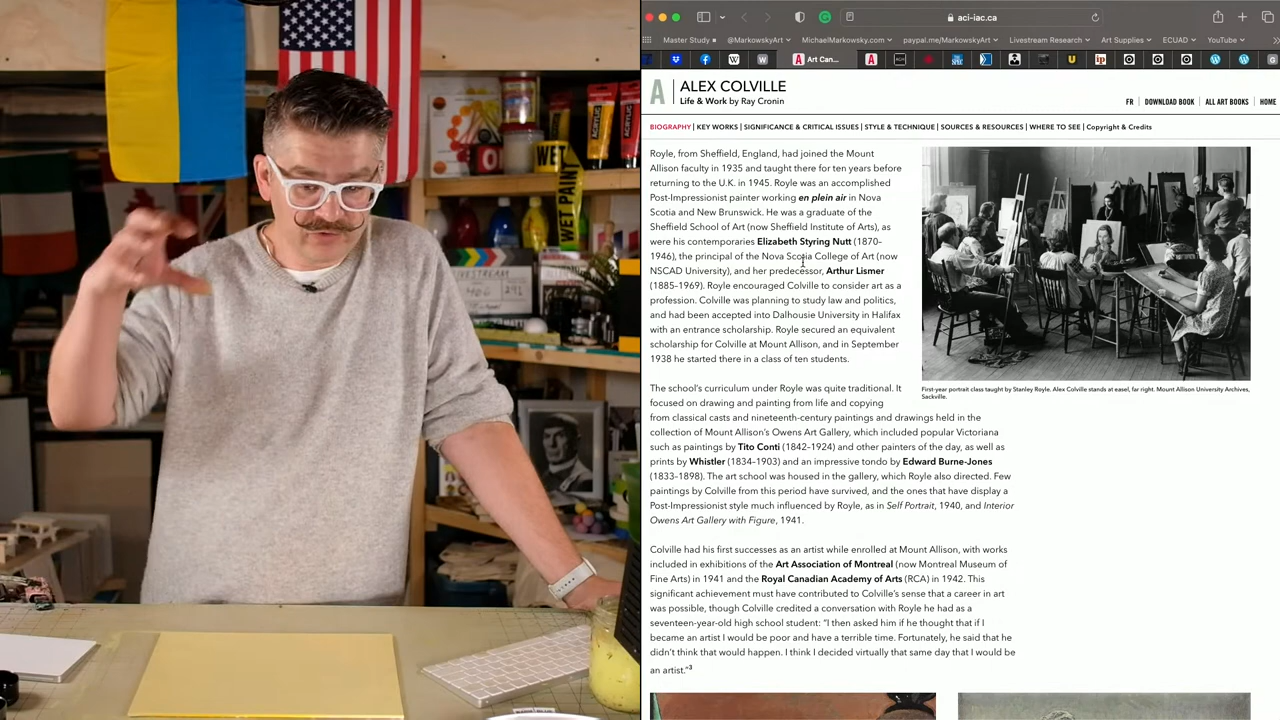 aci-iac.ca
Master Study
@MarkowskyArt
MichaelMarkowsky.com
paypal.me/MarkowskyArt
Livestream Research
Art Supplies
ECUAD
YouTube
Art Can...
A
ALEX COLVILLE
Life & Work by Ray Cronin
FR | DOWNLOAD BOOK | ALL ART BOOKS | HOME
BIOGRAPHY | KEY WORKS | SIGNIFICANCE & CRITICAL ISSUES | STYLE & TECHNIQUE | SOURCES & RESOURCES | WHERE TO SEE | Copyright & Credits
Royle, from Sheffield, England, had joined the Mount
Allison faculty in 1935 and taught there for ten years before
returning to the U.K. in 1945. Royle was an accomplished
Post-Impressionist painter working en plein air in Nova
Scotia and New Brunswick. He was a graduate of the
Sheffield School of Art (now Sheffield Institute of Arts), as
were his contemporaries Elizabeth Styring Nutt (1870–
1946), the principal of the Nova Scotia College of Art (now
NSCAD University), and her predecessor, Arthur Lismer
(1885–1969). Royle encouraged Colville to consider art as a
profession. Colville was planning to study law and politics,
and had been accepted into Dalhousie University in Halifax
with an entrance scholarship. Royle secured an equivalent
scholarship for Colville at Mount Allison, and in September
1938 he started there in a class of ten students.
First-year portrait class taught by Stanley Royle. Alex Colville stands at easel, far right. Mount Allison University Archives,
Sackville.
The school's curriculum under Royle was quite traditional. It
focused on drawing and painting from life and copying
from classical casts and nineteenth-century paintings and drawings held in the
collection of Mount Allison's Owens Art Gallery, which included popular Victoriana
such as paintings by Tito Conti (1842–1924) and other painters of the day, as well as
prints by Whistler (1834–1903) and an impressive tondo by Edward Burne-Jones
(1833–1898). The art school was housed in the gallery, which Royle also directed. Few
paintings by Colville from this period have survived, and the ones that have display a
Post-Impressionist style much influenced by Royle, as in Self Portrait, 1940, and Interior
Owens Art Gallery with Figure, 1941.
Colville had his first successes as an artist while enrolled at Mount Allison, with works
included in exhibitions of the Art Association of Montreal (now Montreal Museum of
Fine Arts) in 1941 and the Royal Canadian Academy of Arts (RCA) in 1942. This
significant achievement must have contributed to Colville's sense that a career in art
was possible, though Colville credited a conversation with Royle he had as a
seventeen-year-old high school student: "I then asked him if he thought that if I
became an artist I would be poor and have a terrible time. Fortunately, he said that he
didn't think that would happen. I think I decided virtually that same day that I would be
an artist."3
WET PAINT
WET
ACRYLIC
ACRYLIC
LIVESTREAM